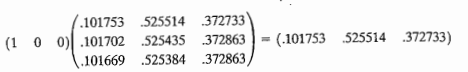 (1 0 0) ( .101753 .525514 .372733
.101702 .525435 .372863
.101669 .525384 .372863 ) = (.101753 .525514 .372733)